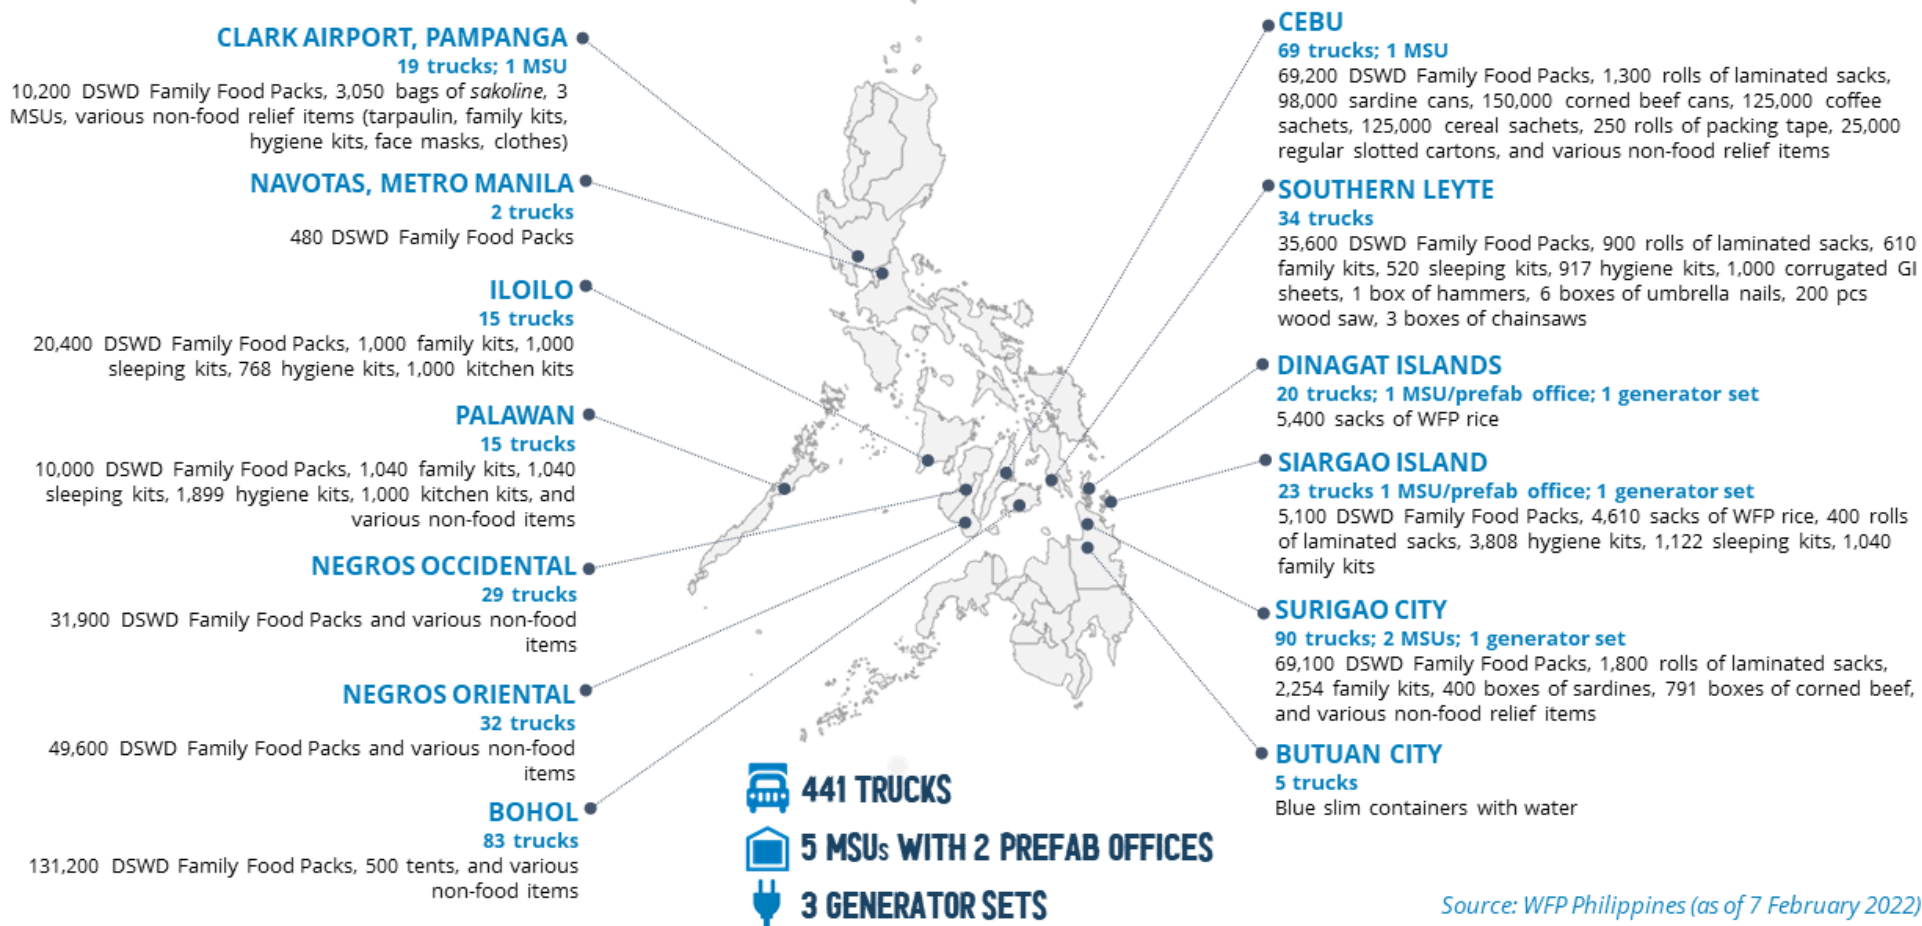 CLARK AIRPORT, PAMPANGA
19 trucks; 1 MSU
10,200 DSWD Family Food Packs, 3,050 bags of sakoline, 3
MSUs, various non-food relief items (tarpaulin, family kits,
hygiene kits, face masks, clothes)
NAVOTAS, METRO MANILA
2 trucks
480 DSWD Family Food Packs
ILOILO
15 trucks
20,400 DSWD Family Food Packs, 1,000 family kits, 1,000
sleeping kits, 768 hygiene kits, 1,000 kitchen kits
PALAWAN
15 trucks
10,000 DSWD Family Food Packs, 1,040 family kits, 1,040
sleeping kits, 1,899 hygiene kits, 1,000 kitchen kits, and
various non-food items
NEGROS OCCIDENTAL
29 trucks
31,900 DSWD Family Food Packs and various non-food
items
NEGROS ORIENTAL
32 trucks
49,600 DSWD Family Food Packs and various non-food
items
BOHOL
83 trucks
131,200 DSWD Family Food Packs, 500 tents, and various
non-food items
CEBU
69 trucks; 1 MSU
69,200 DSWD Family Food Packs, 1,300 rolls of laminated sacks,
98,000 sardine cans, 150,000 corned beef cans, 125,000 coffee
sachets, 125,000 cereal sachets, 250 rolls of packing tape, 25,000
regular slotted cartons, and various non-food relief items
SOUTHERN LEYTE
34 trucks
35,600 DSWD Family Food Packs, 900 rolls of laminated sacks, 610
family kits, 520 sleeping kits, 917 hygiene kits, 1,000 corrugated GI
sheets, 1 box of hammers, 6 boxes of umbrella nails, 200 pcs
wood saw, 3 boxes of chainsaws
DINAGAT ISLANDS
20 trucks; 1 MSU/prefab office; 1 generator set
5,400 sacks of WFP rice
SIARGAO ISLAND
23 trucks 1 MSU/prefab office; 1 generator set
5,100 DSWD Family Food Packs, 4,610 sacks of WFP rice, 400 rolls
of laminated sacks, 3,808 hygiene kits, 1,122 sleeping kits, 1,040
family kits
SURIGAO CITY
90 trucks; 2 MSUs; 1 generator set
69,100 DSWD Family Food Packs, 1,800 rolls of laminated sacks,
2,254 family kits, 400 boxes of sardines, 791 boxes of corned beef,
and various non-food relief items
BUTUAN CITY
5 trucks
Blue slim containers with water
441 TRUCKS
5 MSUs WITH 2 PREFAB OFFICES
3 GENERATOR SETS
Source: WFP Philippines (as of 7 February 2022)